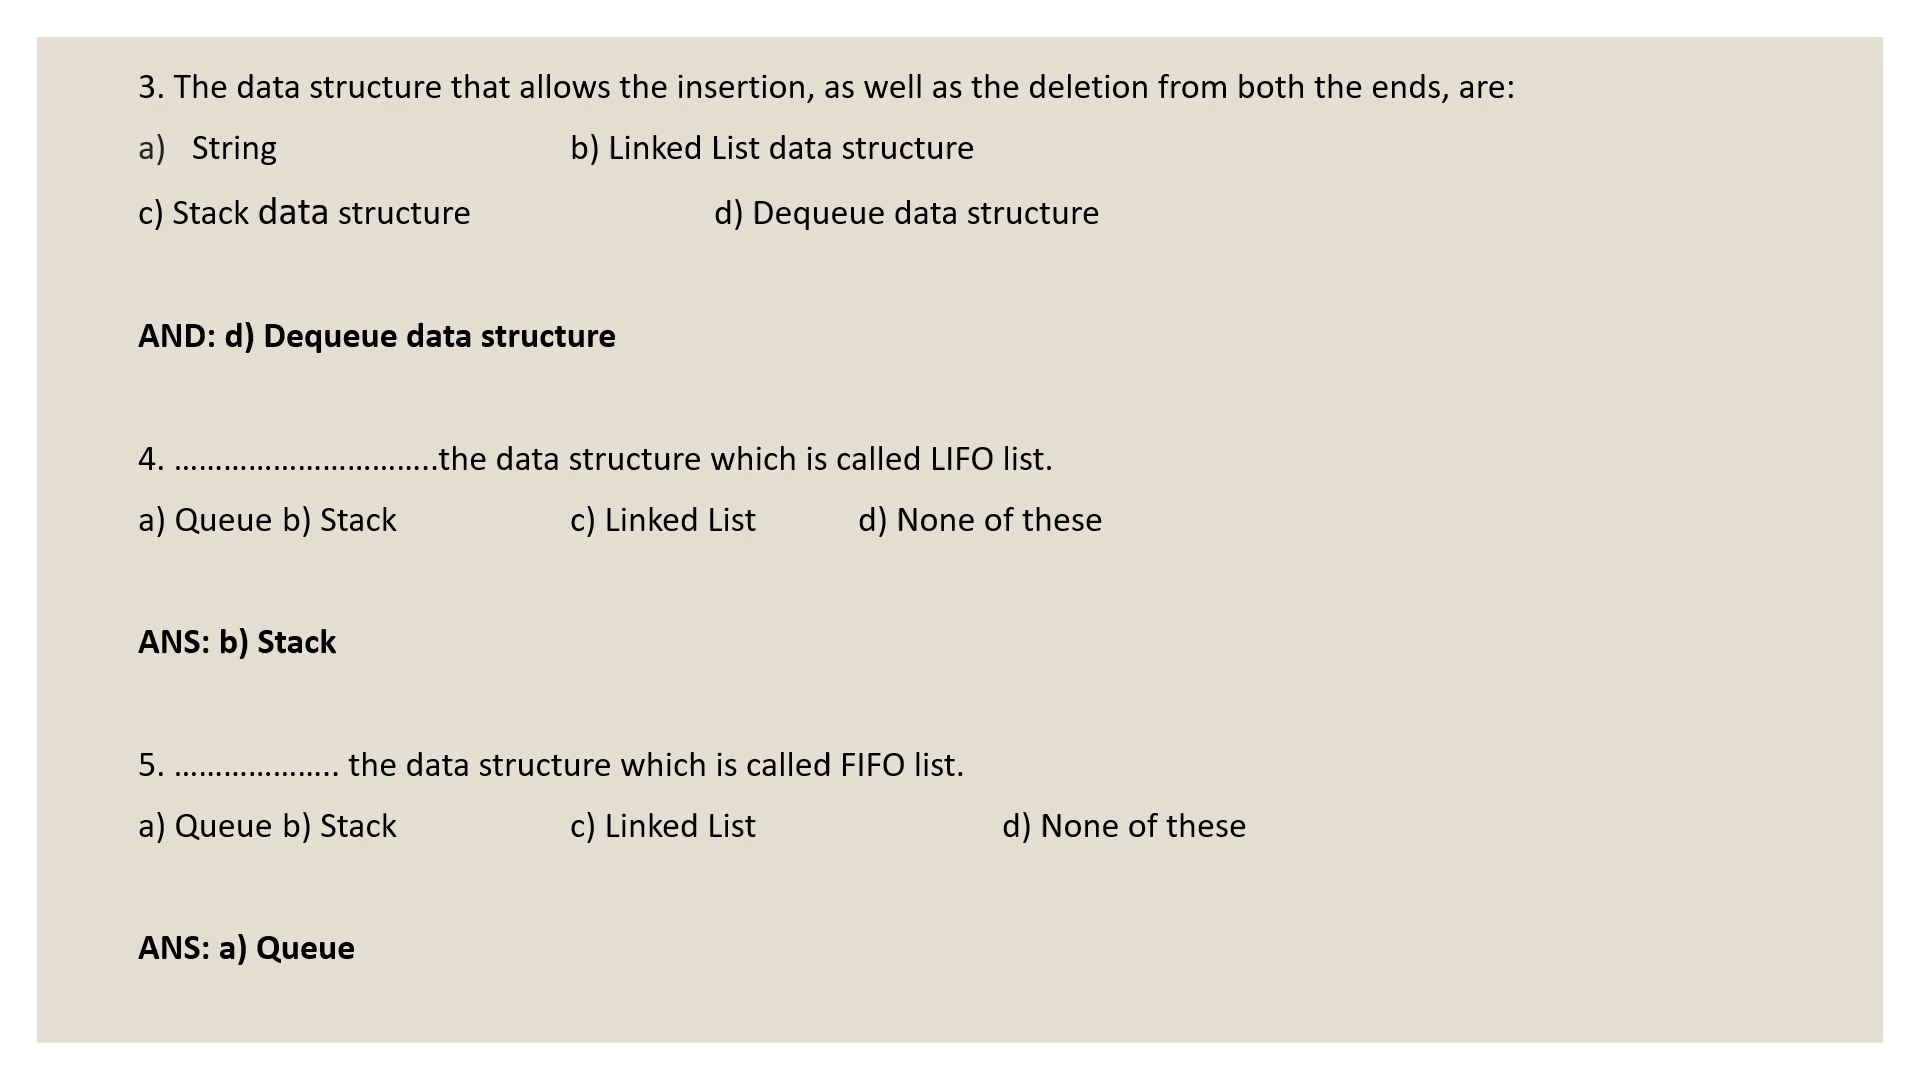 3. The data structure that allows the insertion, as well as the deletion from both the ends, are:
a) String b) Linked List data structure
c) Stack data structure d) Dequeue data structure
AND: d) Dequeue data structure
4. …………………………..the data structure which is called LIFO list.
a) Queue b) Stack c) Linked List d) None of these
ANS: b) Stack
5. ……………….. the data structure which is called FIFO list.
a) Queue b) Stack c) Linked List d) None of these
ANS: a) Queue